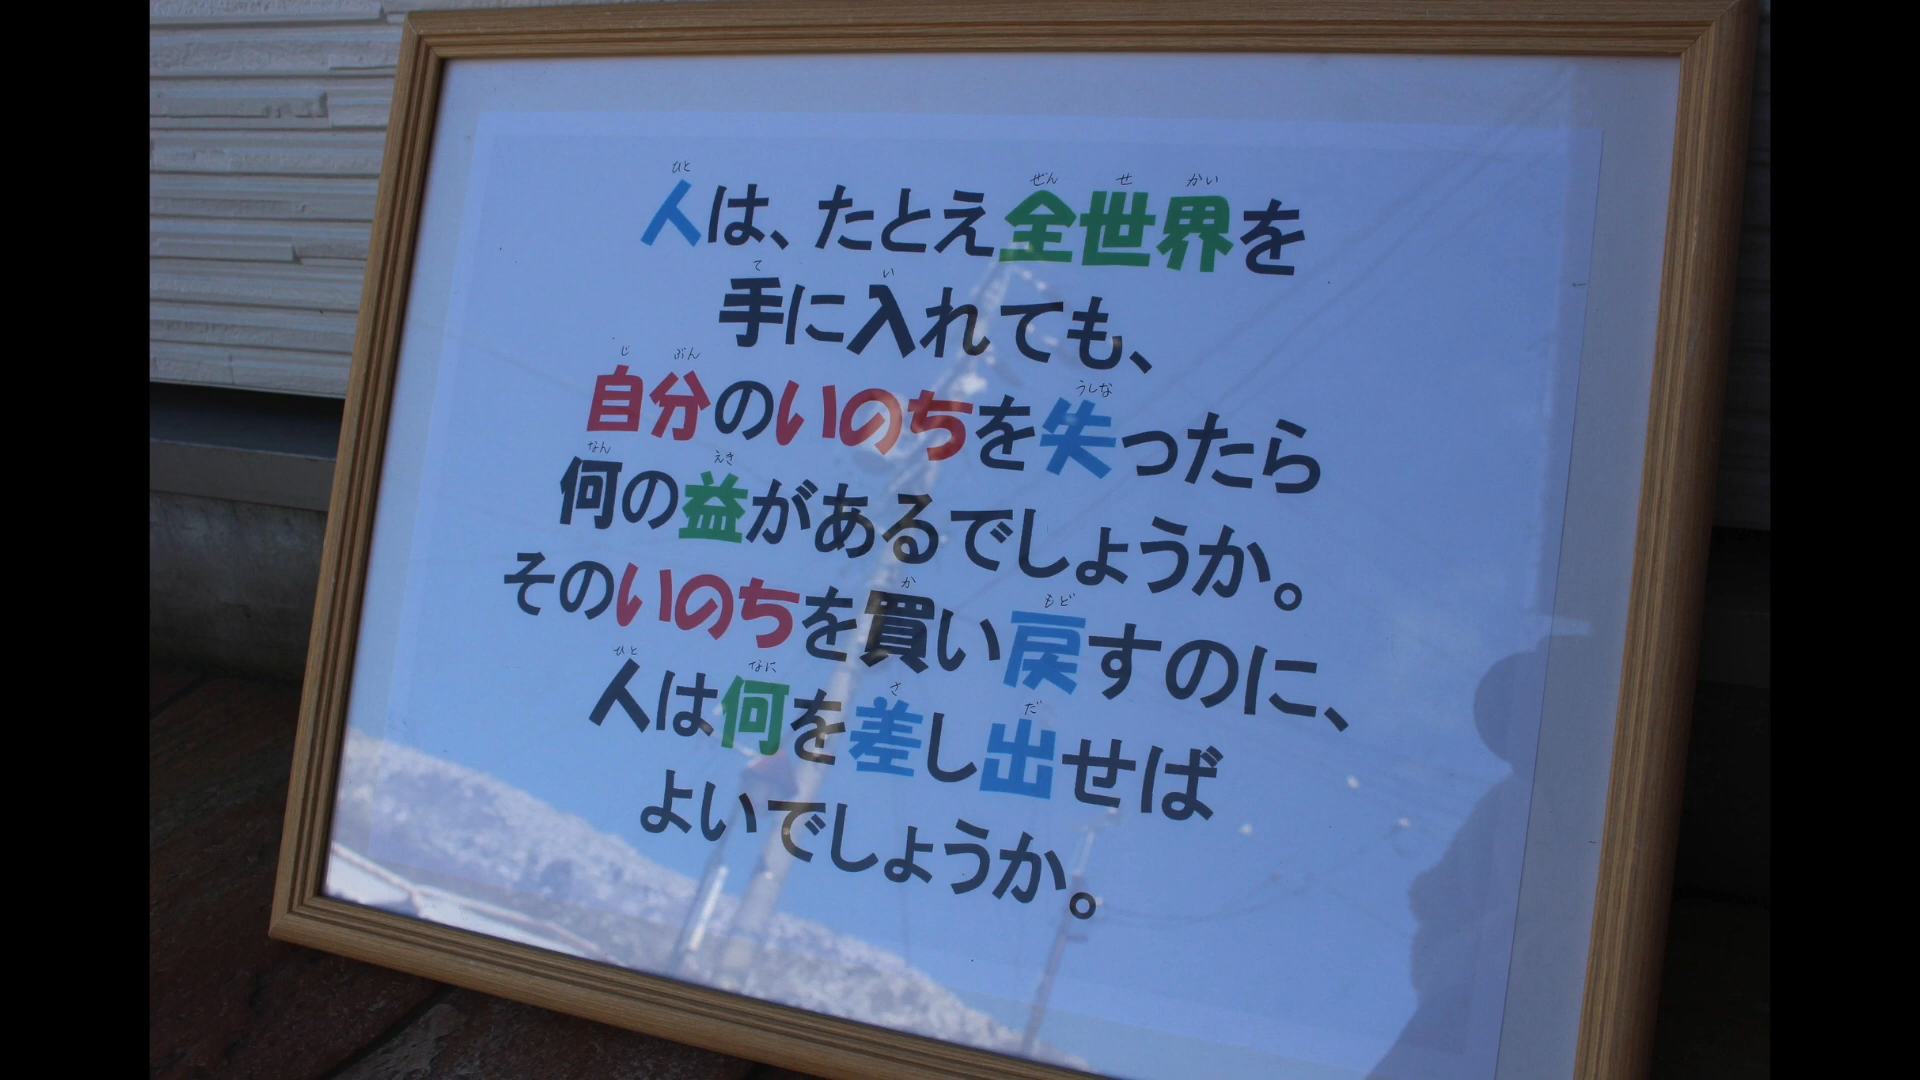 人は、たとえ全世界を
手に入れても、
自分のいのちを失ったら
何の益があるでしょうか。
そのいのちを買い戻すのに、
人は何を差し出せば
よいでしょうか。